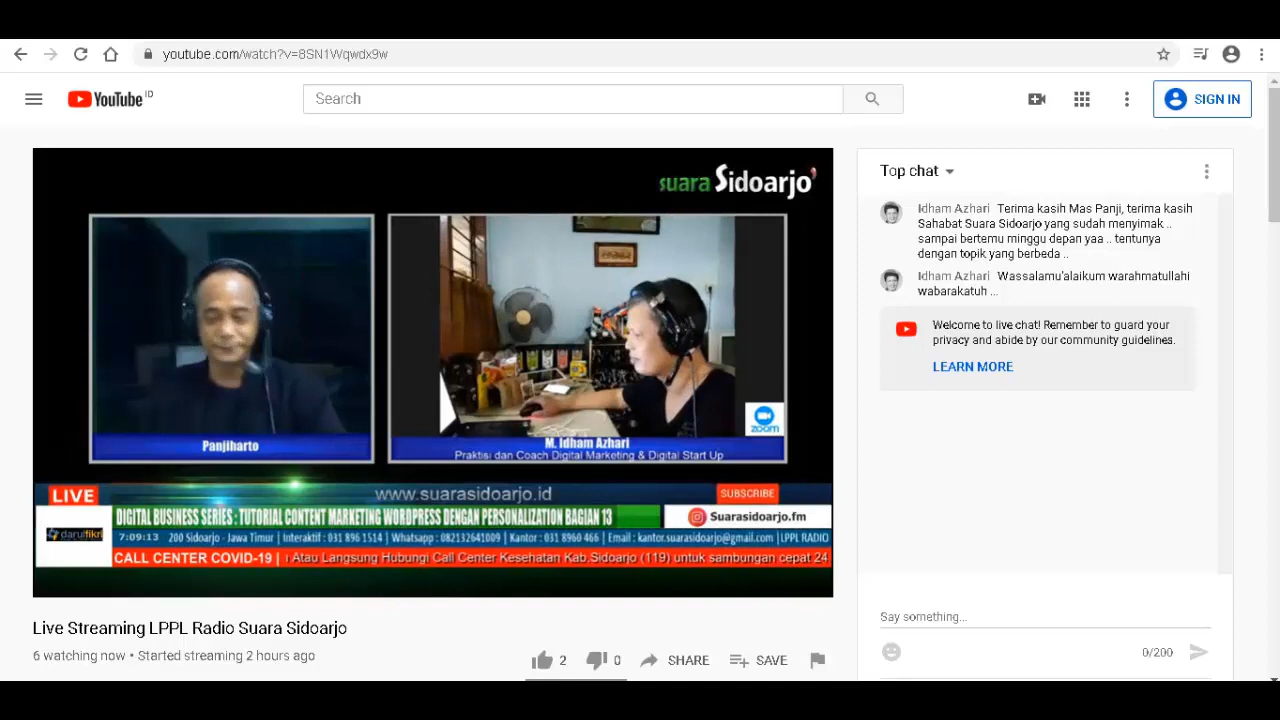 youtube.com/watch?v=8SN1Wqwdx9w
YouTube ID
Search
SIGN IN
suara Sidoarjo
Panjiharto
zoom
M. Idham Azhari
Praktisi dan Coach Digital Marketing & Digital Start Up
LIVE
www.suarasidoarjo.id
SUBSCRIBE
DIGITAL BUSINESS SERIES : TUTORIAL CONTENT MARKETING WORDPRESS DENGAN PERSONALIZATION BAGIAN 13
Suarasidoarjo.fm
darulfikri
7:09:13 200 Sidoarjo - Jawa Timur | Interaktif : 031 896 1514 | Whatsapp : 082132641009 | Kantor : 031 8960 466 | Email : kantor.suarasidoarjo@gmail.com | LPPL RADIO
CALL CENTER COVID-19 | i Atau Langsung Hubungi Call Center Kesehatan Kab.Sidoarjo (119) untuk sambungan cepat 24
Live Streaming LPPL Radio Suara Sidoarjo
6 watching now • Started streaming 2 hours ago
2
0
SHARE
SAVE
Top chat
Idham Azhari Terima kasih Mas Panji, terima kasih
Sahabat Suara Sidoarjo yang sudah menyimak ..
sampai bertemu minggu depan yaa .. tentunya
dengan topik yang berbeda ..
Idham Azhari Wassalamu'alaikum warahmatullahi
wabarakatuh ...
Welcome to live chat! Remember to guard your
privacy and abide by our community guidelines.
LEARN MORE
Say something...
0/200